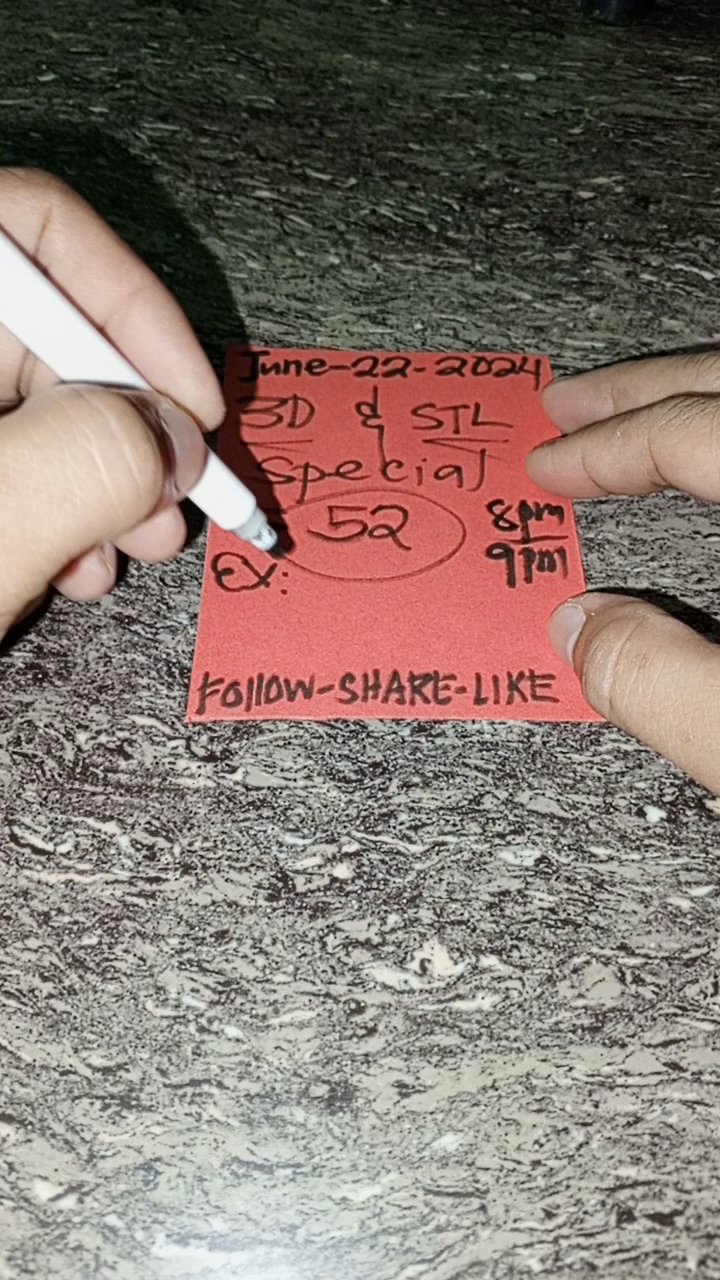 June-22-2024
3D & STL
Special
52
8pm
9pm
EX:
FOllOW-SHARE-LIKE